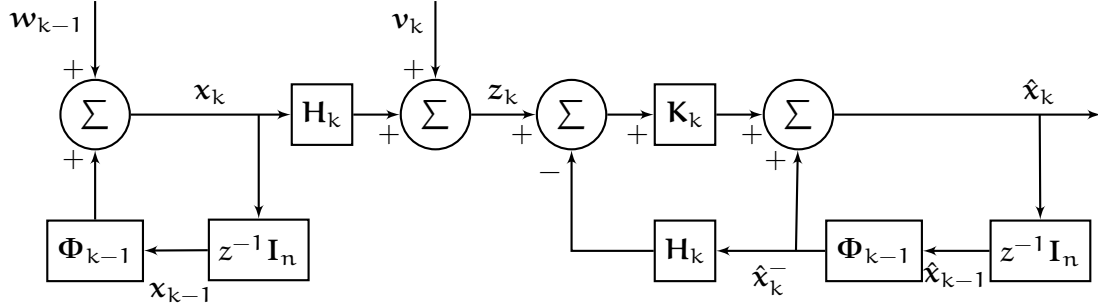 w_{k−1}
v_k
+
+
x_k
z_k
x̂_k
Σ
H_k
Σ
Σ
K_k
Σ
+
+
+
+
+
−
+
Φ_{k−1}
z^{−1}I_n
H_k
Φ_{k−1}
z^{−1}I_n
x_{k−1}
x̂_k^−
x̂_{k−1}